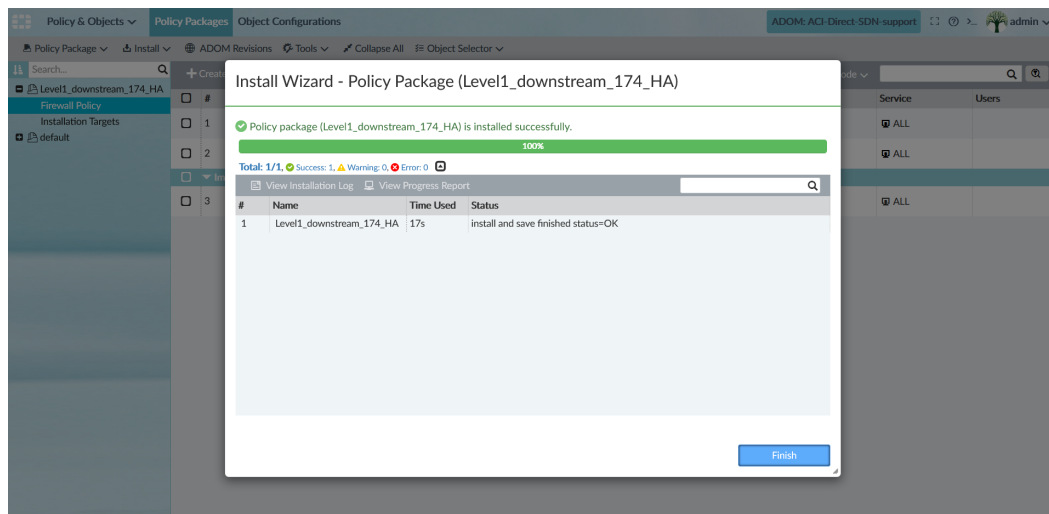 Policy & Objects
Policy Packages
Object Configurations
ADOM: ACI-Direct-SDN-support
admin
Policy Package
Install
ADOM Revisions
Tools
Collapse All
Object Selector
Search...
Level1_downstream_174_HA
Firewall Policy
Installation Targets
default
Create
#
Service
Users
1
ALL
2
ALL
3
ALL
Install Wizard - Policy Package (Level1_downstream_174_HA)
Policy package (Level1_downstream_174_HA) is installed successfully.
100%
Total: 1/1, Success: 1, Warning: 0, Error: 0
View Installation Log View Progress Report
# Name Time Used Status
1 Level1_downstream_174_HA 17s install and save finished status=OK
Finish